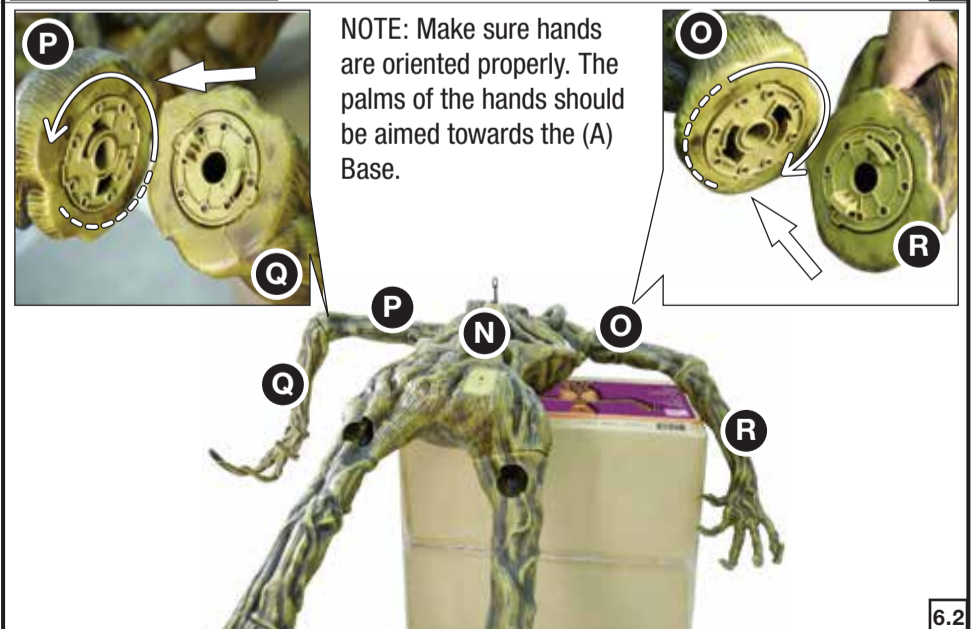 P
NOTE: Make sure hands
are oriented properly. The
palms of the hands should
be aimed towards the (A)
Base.
O
Q
R
P
N
O
Q
R
6.2